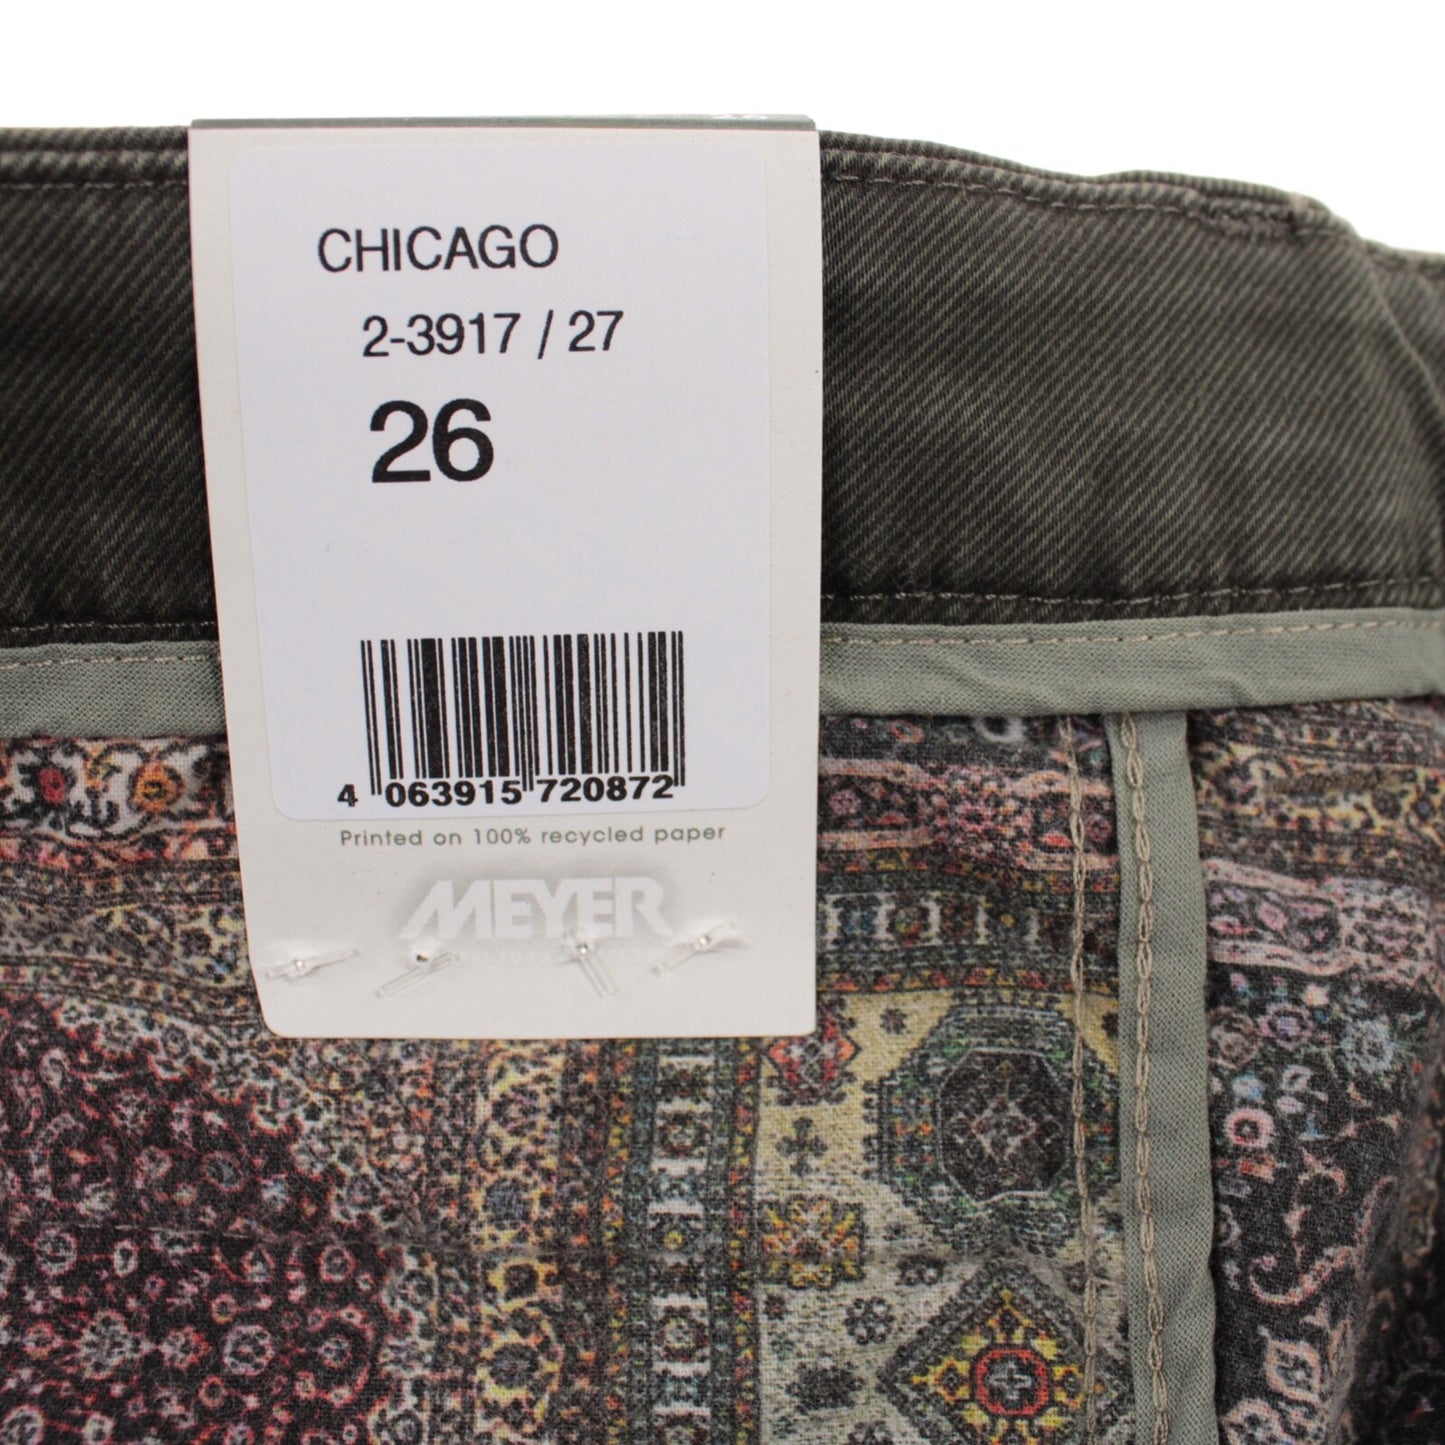 CHICAGO
2-3917 / 27
26
4 063915 720872
Printed on 100% recycled paper
MEYER